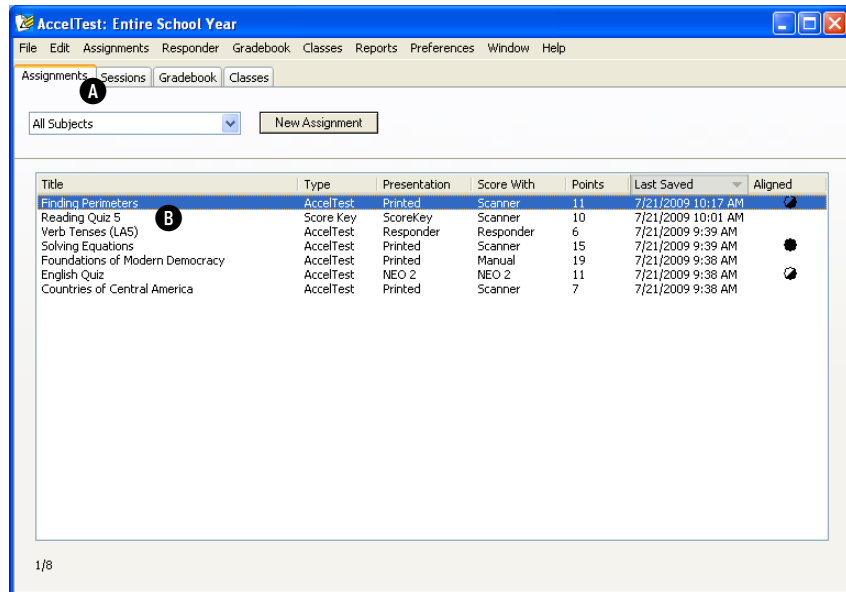 AccelTest: Entire School Year
File Edit Assignments Responder Gradebook Classes Reports Preferences Window Help
Assignments Sessions Gradebook Classes
A
All Subjects New Assignment
Title Type Presentation Score With Points Last Saved Aligned
Finding Perimeters AccelTest Printed Scanner 11 7/21/2009 10:17 AM
Reading Quiz 5 B Score Key ScoreKey Scanner 10 7/21/2009 10:01 AM
Verb Tenses (LA5) AccelTest Responder Responder 6 7/21/2009 9:39 AM
Solving Equations AccelTest Printed Scanner 15 7/21/2009 9:39 AM
Foundations of Modern Democracy AccelTest Printed Manual 19 7/21/2009 9:38 AM
English Quiz AccelTest NEO 2 NEO 2 11 7/21/2009 9:38 AM
Countries of Central America AccelTest Printed Scanner 7 7/21/2009 9:38 AM
1/8